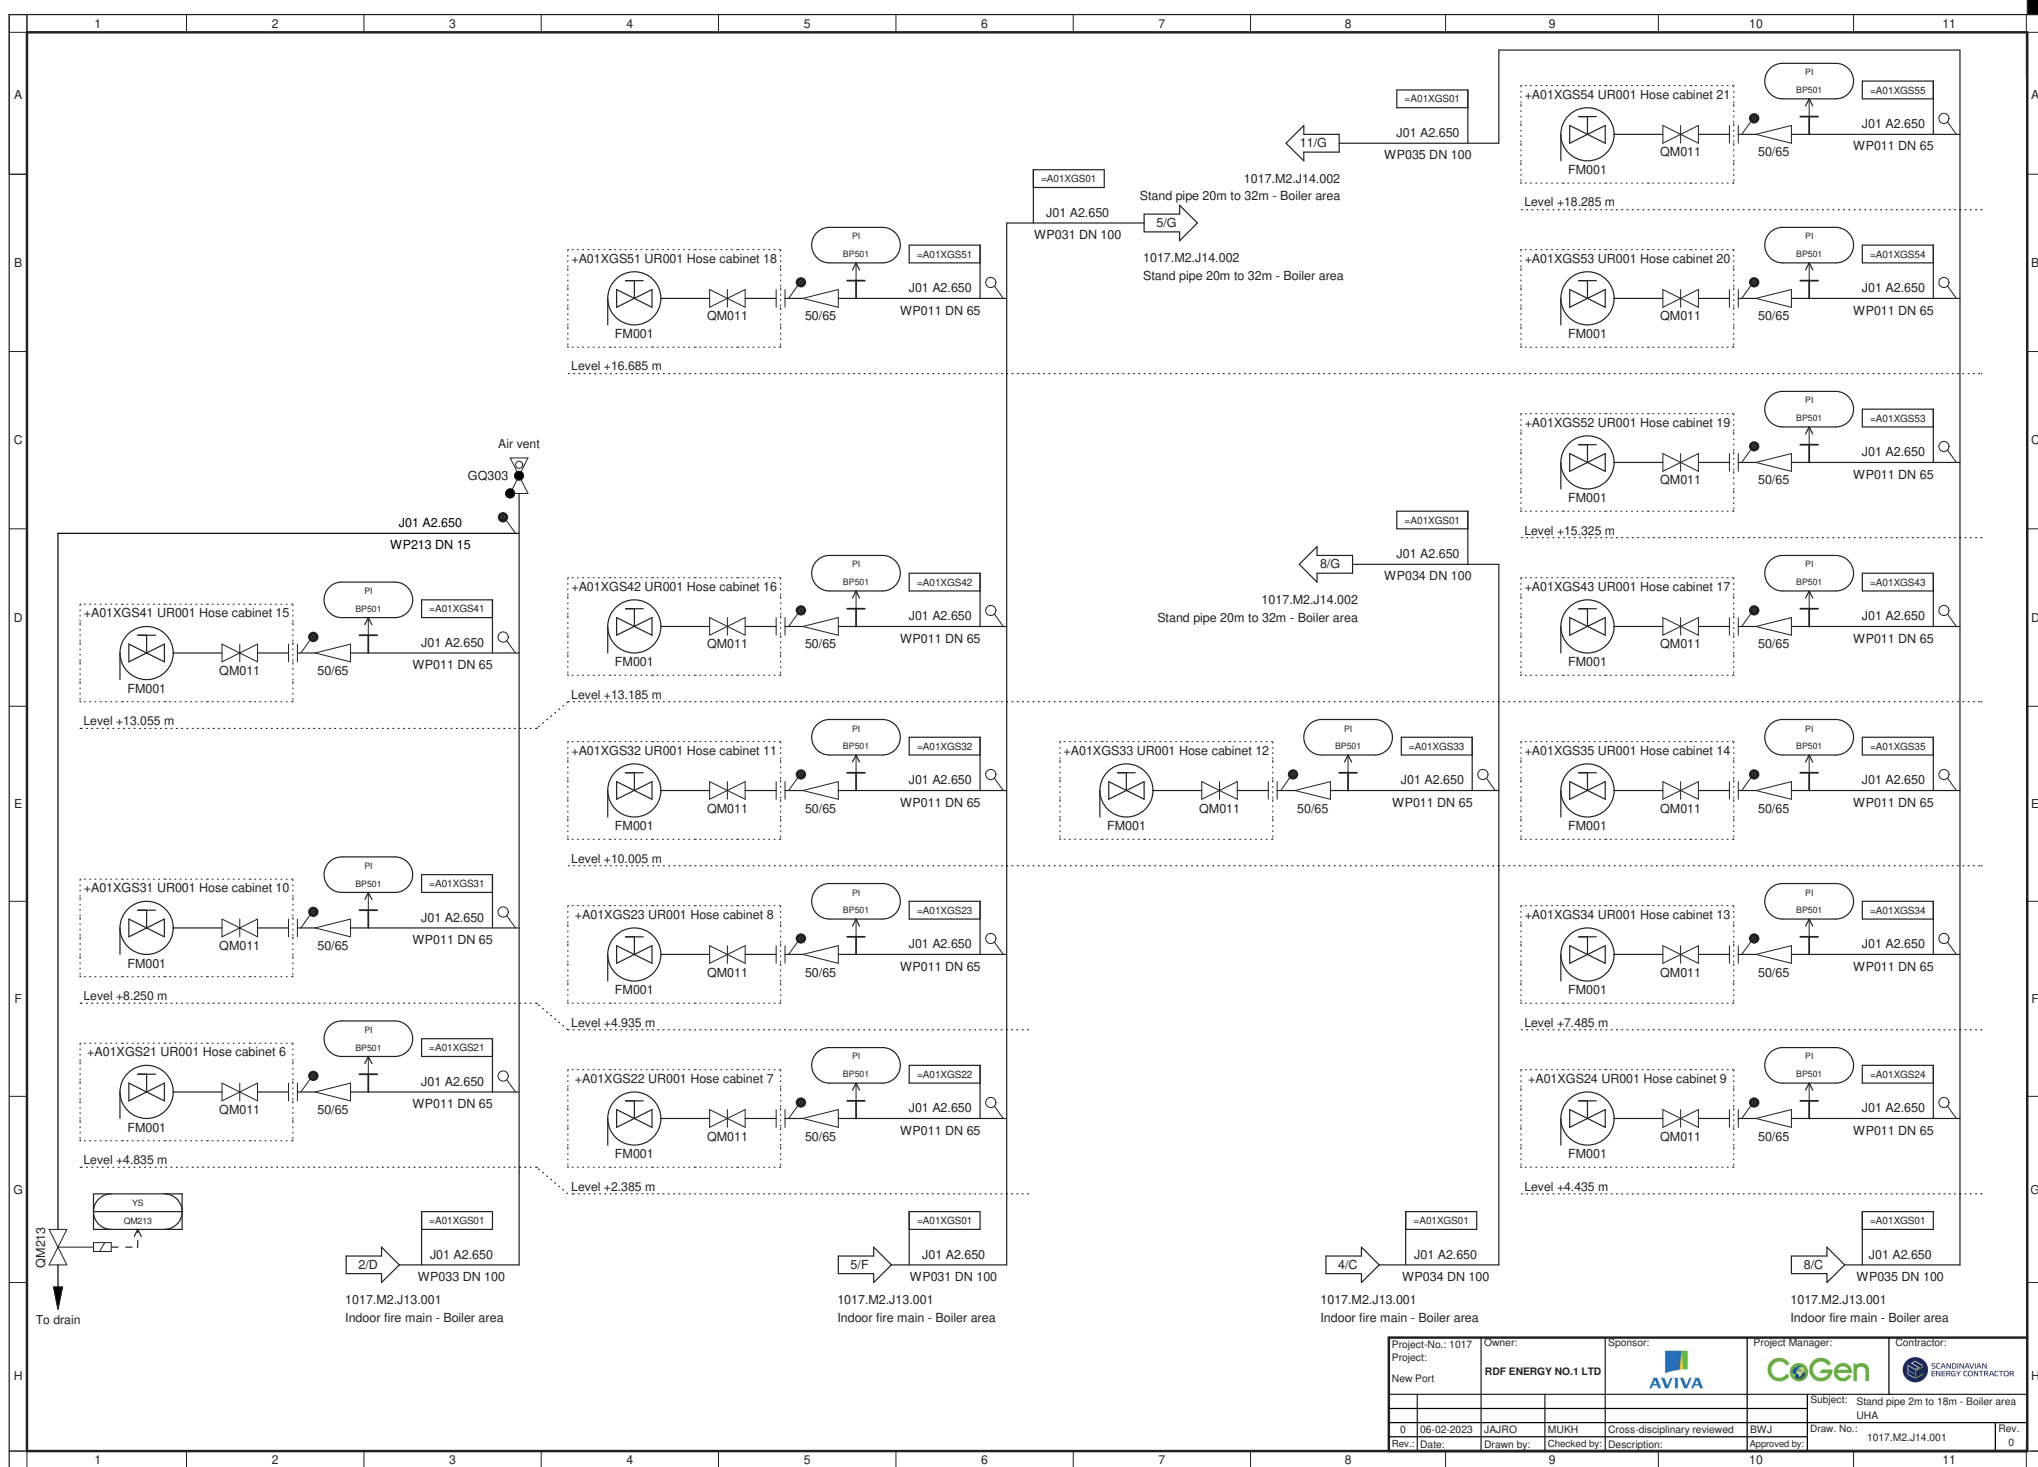 1 2 3 4 5 6 7 8 9 10 11
A
B
C
D
E
F
G
H
A
B
C
D
E
F
G
H
Air vent
GQ303
J01 A2.650
WP213 DN 15
+A01XGS41 UR001 Hose cabinet 15
PI
BP501
=A01XGS41
J01 A2.650
WP011 DN 65
FM001
QM011
50/65
Level +13.055 m
+A01XGS31 UR001 Hose cabinet 10
PI
BP501
=A01XGS31
J01 A2.650
WP011 DN 65
FM001
QM011
50/65
Level +8.250 m
+A01XGS21 UR001 Hose cabinet 6
PI
BP501
=A01XGS21
J01 A2.650
WP011 DN 65
FM001
QM011
50/65
Level +4.835 m
YS
QM213
QM213
To drain
=A01XGS01
2/D
J01 A2.650
WP033 DN 100
1017.M2.J13.001
Indoor fire main - Boiler area
=A01XGS01
J01 A2.650
WP031 DN 100
5/G
1017.M2.J14.002
Stand pipe 20m to 32m - Boiler area
+A01XGS51 UR001 Hose cabinet 18
PI
BP501
=A01XGS51
J01 A2.650
WP011 DN 65
FM001
QM011
50/65
Level +16.685 m
+A01XGS42 UR001 Hose cabinet 16
PI
BP501
=A01XGS42
J01 A2.650
WP011 DN 65
FM001
QM011
50/65
Level +13.185 m
+A01XGS32 UR001 Hose cabinet 11
PI
BP501
=A01XGS32
J01 A2.650
WP011 DN 65
FM001
QM011
50/65
Level +10.005 m
+A01XGS23 UR001 Hose cabinet 8
PI
BP501
=A01XGS23
J01 A2.650
WP011 DN 65
FM001
QM011
50/65
Level +4.935 m
+A01XGS22 UR001 Hose cabinet 7
PI
BP501
=A01XGS22
J01 A2.650
WP011 DN 65
FM001
QM011
50/65
Level +2.385 m
=A01XGS01
5/F
J01 A2.650
WP031 DN 100
1017.M2.J13.001
Indoor fire main - Boiler area
=A01XGS01
11/G
J01 A2.650
WP035 DN 100
1017.M2.J14.002
Stand pipe 20m to 32m - Boiler area
=A01XGS01
8/G
J01 A2.650
WP034 DN 100
1017.M2.J14.002
Stand pipe 20m to 32m - Boiler area
+A01XGS33 UR001 Hose cabinet 12
PI
BP501
=A01XGS33
J01 A2.650
WP011 DN 65
FM001
QM011
50/65
=A01XGS01
4/C
J01 A2.650
WP034 DN 100
1017.M2.J13.001
Indoor fire main - Boiler area
+A01XGS54 UR001 Hose cabinet 21
PI
BP501
=A01XGS55
J01 A2.650
WP011 DN 65
FM001
QM011
50/65
Level +18.285 m
+A01XGS53 UR001 Hose cabinet 20
PI
BP501
=A01XGS54
J01 A2.650
WP011 DN 65
FM001
QM011
50/65
+A01XGS52 UR001 Hose cabinet 19
PI
BP501
=A01XGS53
J01 A2.650
WP011 DN 65
FM001
QM011
50/65
Level +15.325 m
+A01XGS43 UR001 Hose cabinet 17
PI
BP501
=A01XGS43
J01 A2.650
WP011 DN 65
FM001
QM011
50/65
+A01XGS35 UR001 Hose cabinet 14
PI
BP501
=A01XGS35
J01 A2.650
WP011 DN 65
FM001
QM011
50/65
+A01XGS34 UR001 Hose cabinet 13
PI
BP501
=A01XGS34
J01 A2.650
WP011 DN 65
FM001
QM011
50/65
Level +7.485 m
+A01XGS24 UR001 Hose cabinet 9
PI
BP501
=A01XGS24
J01 A2.650
WP011 DN 65
FM001
QM011
50/65
Level +4.435 m
=A01XGS01
8/C
J01 A2.650
WP035 DN 100
1017.M2.J13.001
Indoor fire main - Boiler area
Project-No.: 1017
Project:
New Port
Owner:
RDF ENERGY NO.1 LTD
Sponsor:
AVIVA
Project Manager:
CoGen
Contractor:
SCANDINAVIAN
ENERGY CONTRACTOR
Subject: Stand pipe 2m to 18m - Boiler area
UHA
0 06-02-2023 JAJRO MUKH Cross-disciplinary reviewed BWJ
Rev.: Date: Drawn by: Checked by: Description: Approved by:
Draw. No.: 1017.M2.J14.001
Rev.
0
1 2 3 4 5 6 7 8 9 10 11